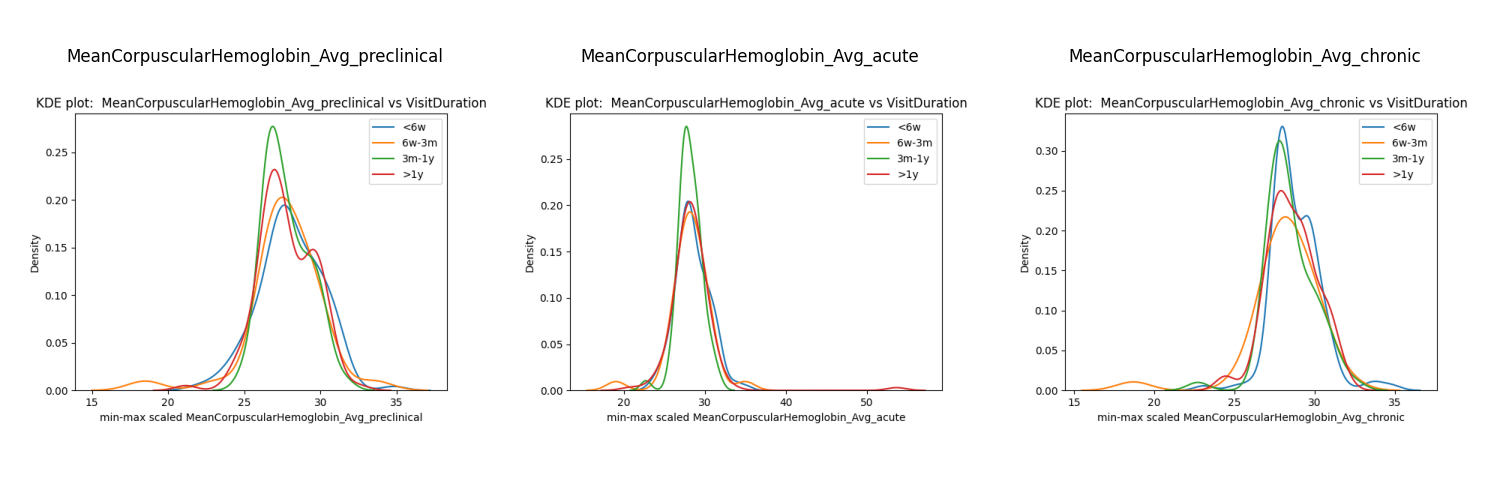 MeanCorpuscularHemoglobin_Avg_preclinical
KDE plot:  MeanCorpuscularHemoglobin_Avg_preclinical vs VisitDuration
<6w
6w-3m
3m-1y
>1y
0.25
0.20
0.15
0.10
0.05
0.00
Density
15 20 25 30 35
min-max scaled MeanCorpuscularHemoglobin_Avg_preclinical
MeanCorpuscularHemoglobin_Avg_acute
KDE plot:  MeanCorpuscularHemoglobin_Avg_acute vs VisitDuration
<6w
6w-3m
3m-1y
>1y
0.25
0.20
0.15
0.10
0.05
0.00
Density
20 30 40 50
min-max scaled MeanCorpuscularHemoglobin_Avg_acute
MeanCorpuscularHemoglobin_Avg_chronic
KDE plot:  MeanCorpuscularHemoglobin_Avg_chronic vs VisitDuration
<6w
6w-3m
3m-1y
>1y
0.30
0.25
0.20
0.15
0.10
0.05
0.00
Density
15 20 25 30 35
min-max scaled MeanCorpuscularHemoglobin_Avg_chronic